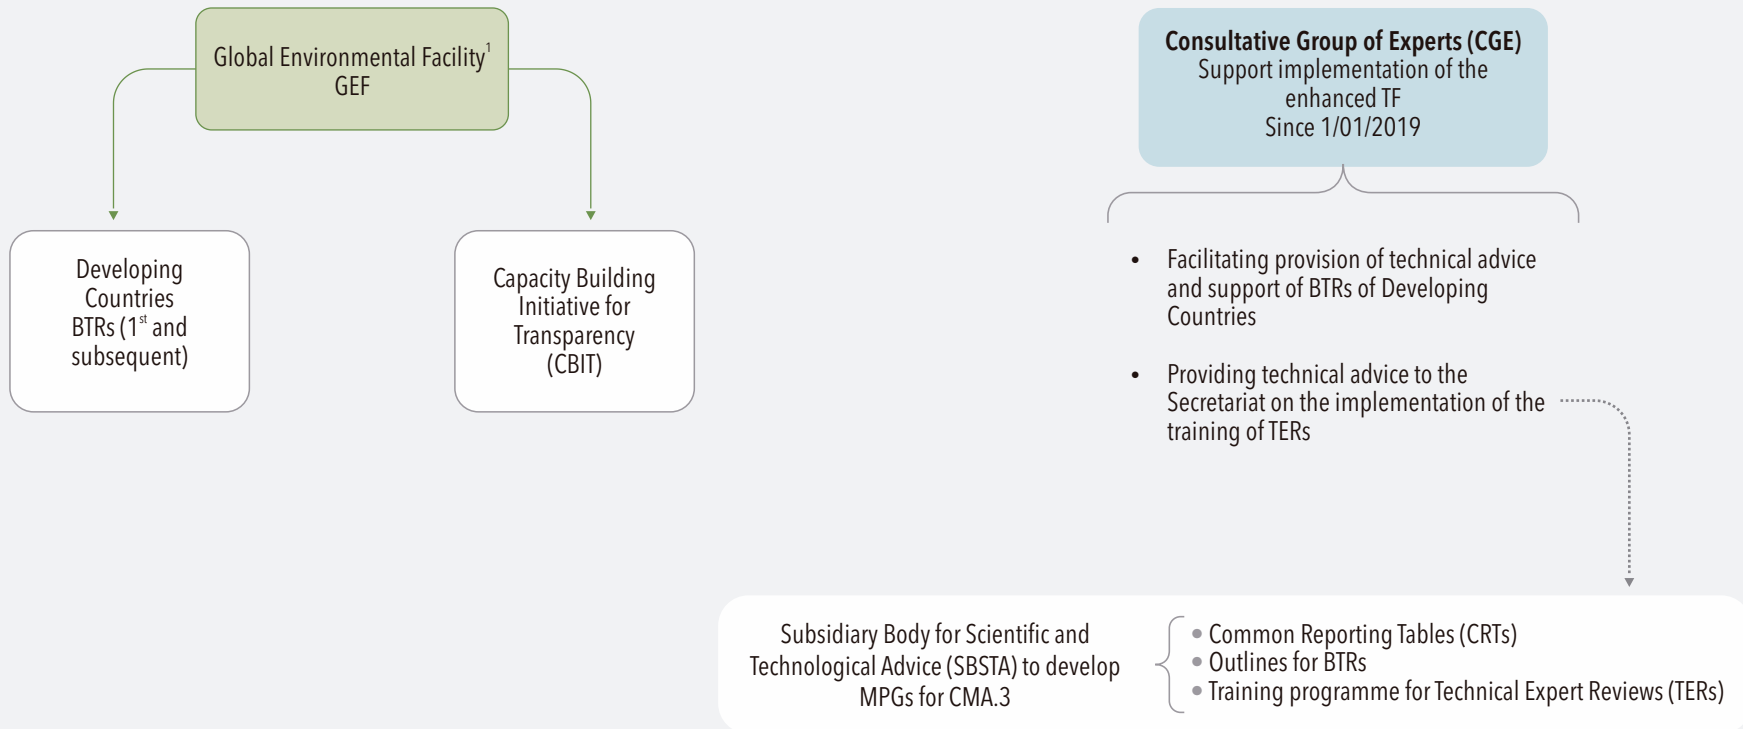 Global Environmental Facility¹
GEF
Developing
Countries
BTRs (1st and
subsequent)
Capacity Building
Initiative for
Transparency
(CBIT)
Consultative Group of Experts (CGE)
Support implementation of the
enhanced TF
Since 1/01/2019
• Facilitating provision of technical advice
and support of BTRs of Developing
Countries
• Providing technical advice to the
Secretariat on the implementation of the
training of TERs
Subsidiary Body for Scientific and
Technological Advice (SBSTA) to develop
MPGs for CMA.3
• Common Reporting Tables (CRTs)
• Outlines for BTRs
• Training programme for Technical Expert Reviews (TERs)